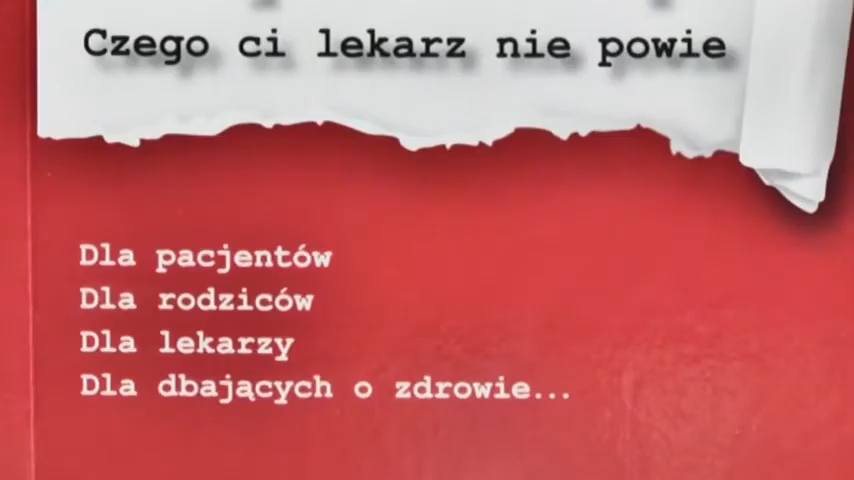 Czego ci lekarz nie powie
Dla pacjentów
Dla rodziców
Dla lekarzy
Dla dbających o zdrowie...